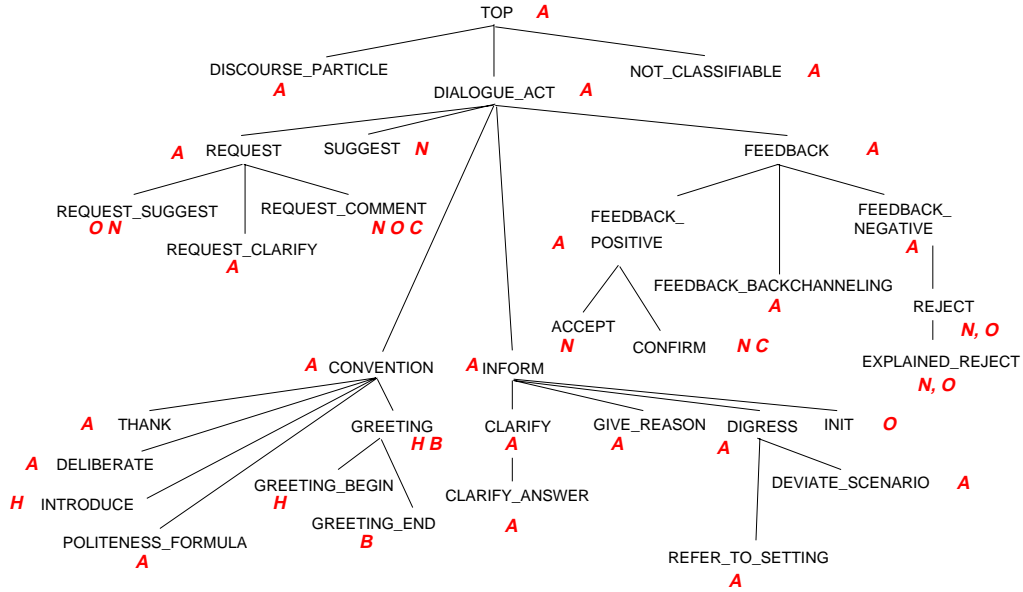 TOP A
DISCOURSE_PARTICLE
A
NOT_CLASSIFIABLE A
DIALOGUE_ACT A
A REQUEST
SUGGEST N
FEEDBACK A
REQUEST_SUGGEST
O N
REQUEST_COMMENT
N O C
REQUEST_CLARIFY
A
FEEDBACK_
A POSITIVE
FEEDBACK_
NEGATIVE
A
FEEDBACK_BACKCHANNELING
A
REJECT
N, O
ACCEPT
N
CONFIRM N C
EXPLAINED_REJECT
N, O
A CONVENTION
A INFORM
A THANK
GREETING
H B
CLARIFY
A
GIVE_REASON
A
DIGRESS
A
INIT O
A DELIBERATE
H INTRODUCE
GREETING_BEGIN
H
CLARIFY_ANSWER
A
DEVIATE_SCENARIO A
GREETING_END
B
POLITENESS_FORMULA
A
REFER_TO_SETTING
A